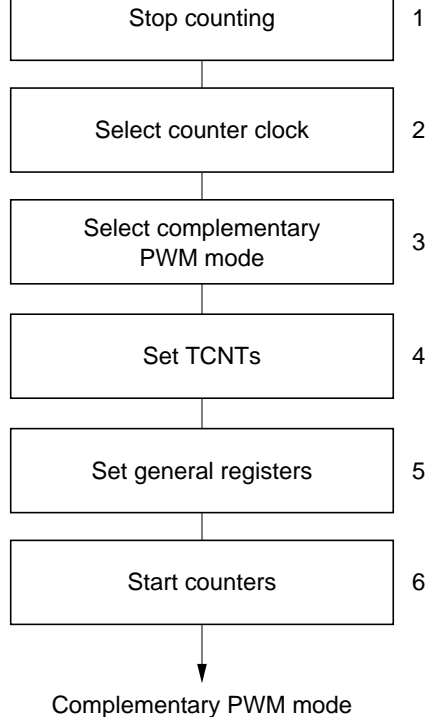 Stop counting
1
Select counter clock
2
Select complementary
PWM mode
3
Set TCNTs
4
Set general registers
5
Start counters
6
Complementary PWM mode